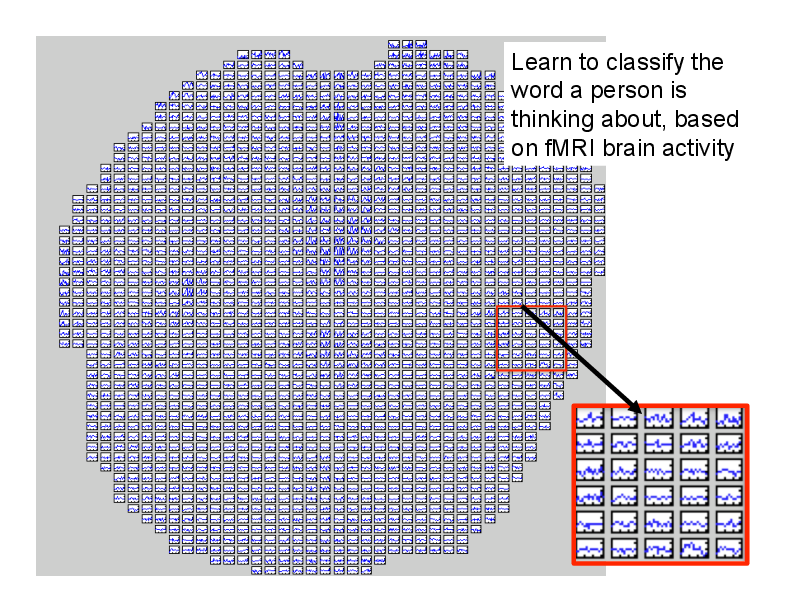 Learn to classify the
word a person is
thinking about, based
on fMRI brain activity